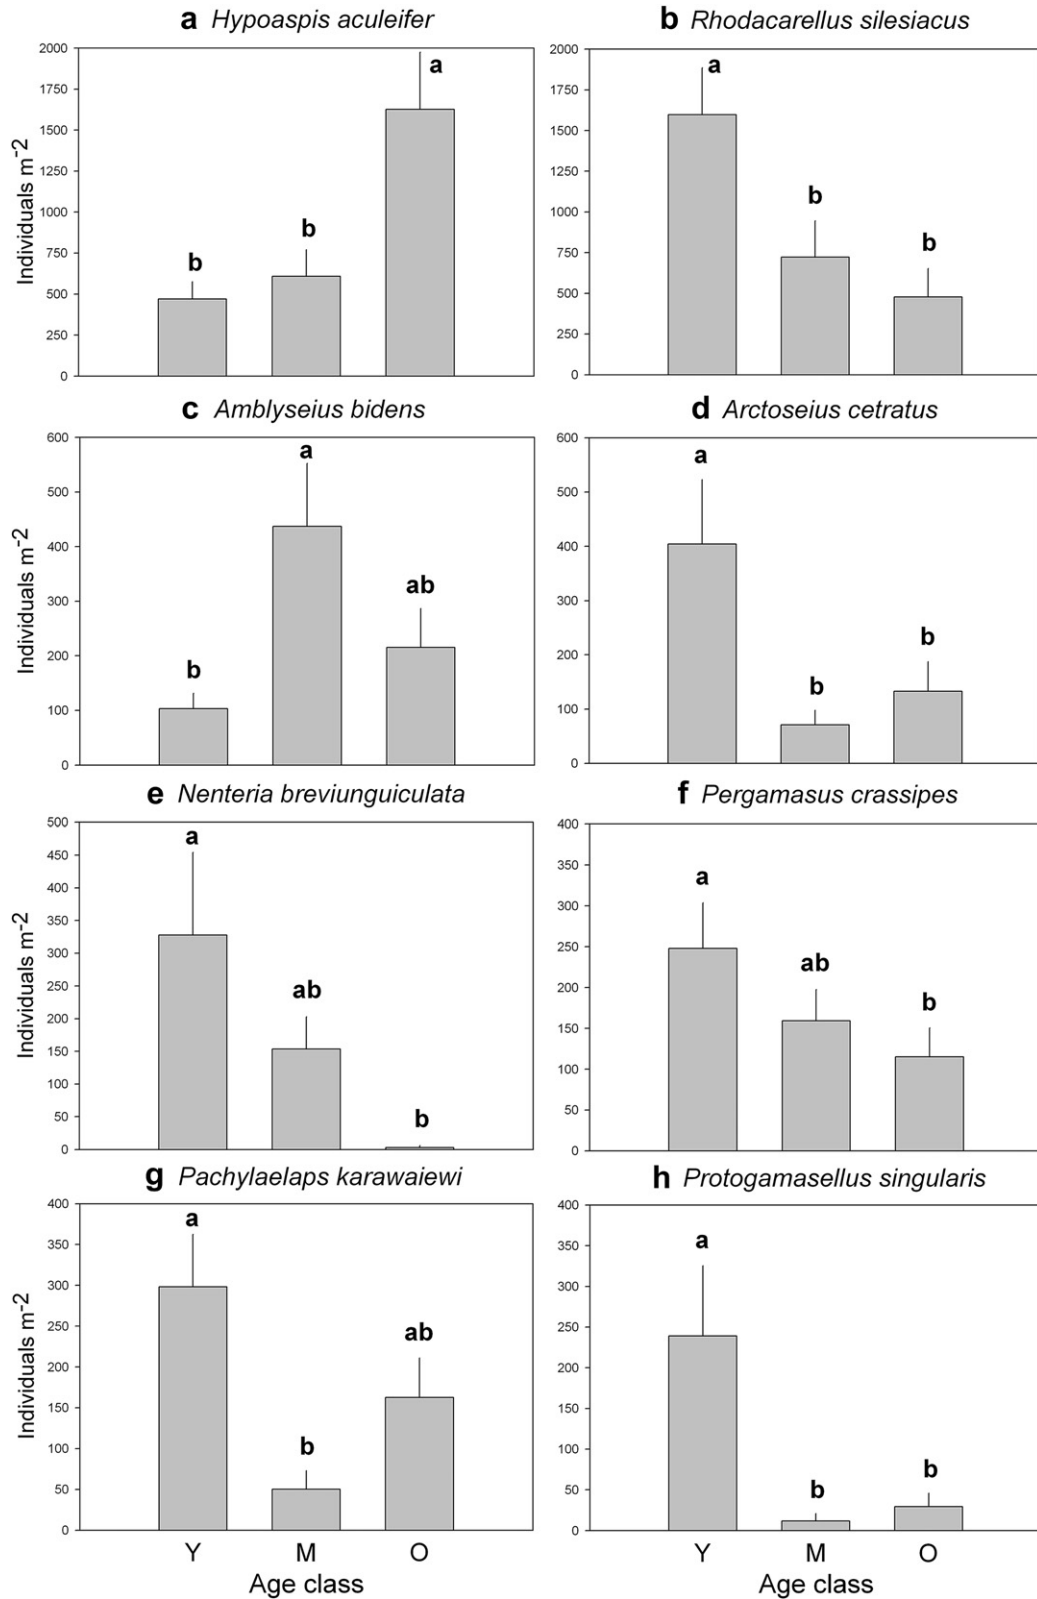 a Hypoaspis aculeifer
2000
1750
1500
1250
1000
750
500
250
0
Individuals m-2
b
b
a
b Rhodacarellus silesiacus
2000
1750
1500
1250
1000
750
500
250
0
a
b
b
c Amblyseius bidens
600
500
400
300
200
100
0
Individuals m-2
b
a
ab
d Arctoseius cetratus
600
500
400
300
200
100
0
a
b
b
e Nenteria breviunguiculata
500
450
400
350
300
250
200
150
100
50
0
Individuals m-2
a
ab
b
f Pergamasus crassipes
400
350
300
250
200
150
100
50
0
a
ab
b
g Pachylaelaps karawaiewi
400
350
300
250
200
150
100
50
0
Individuals m-2
a
b
ab
Y M O
Age class
h Protogamasellus singularis
400
350
300
250
200
150
100
50
0
a
b
b
Y M O
Age class